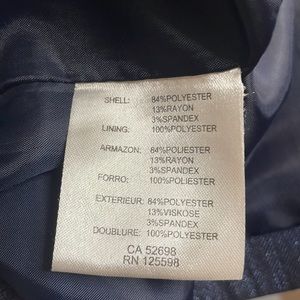 SHELL: 84%POLYESTER
13%RAYON
3%SPANDEX
LINING: 100%POLYESTER
ARMAZON: 84%POLIESTER
13%RAYON
3%SPANDEX
FORRO: 100%POLIESTER
EXTERIEUR: 84%POLYESTER
13%VISKOSE
3%SPANDEX
DOUBLURE: 100%POLYESTER
CA 52698
RN 125598